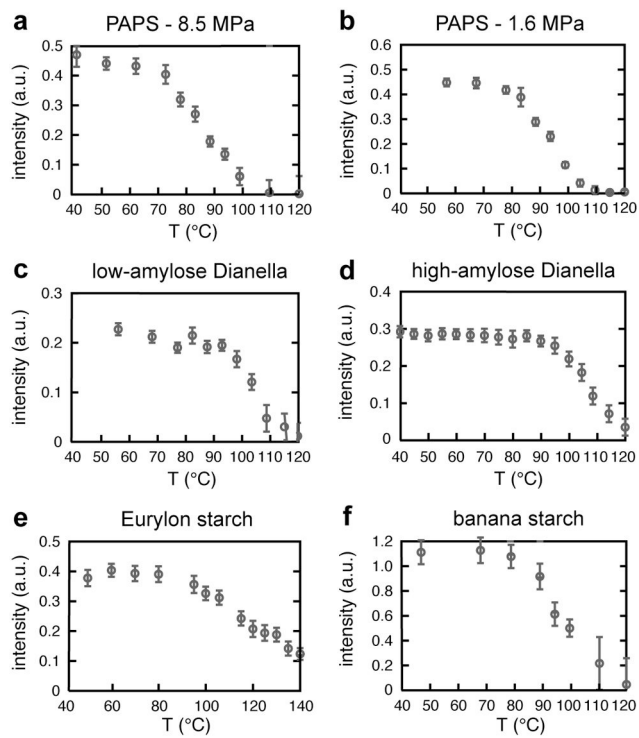 a PAPS - 8.5 MPa
intensity (a.u.)
0.5
0.4
0.3
0.2
0.1
0
40 50 60 70 80 90 100 110 120
T (°C)
b PAPS - 1.6 MPa
intensity (a.u.)
0.6
0.5
0.4
0.3
0.2
0.1
0
40 50 60 70 80 90 100 110 120
T (°C)
c low-amylose Dianella
intensity (a.u.)
0.3
0.2
0.1
0
40 50 60 70 80 90 100 110 120
T (°C)
d high-amylose Dianella
intensity (a.u.)
0.4
0.3
0.2
0.1
0
40 50 60 70 80 90 100 110 120
T (°C)
e Eurylon starch
intensity (a.u.)
0.5
0.4
0.3
0.2
0.1
0
40 60 80 100 120 140
T (°C)
f banana starch
intensity (a.u.)
1.2
1.0
0.8
0.6
0.4
0.2
0
40 50 60 70 80 90 100 110 120
T (°C)